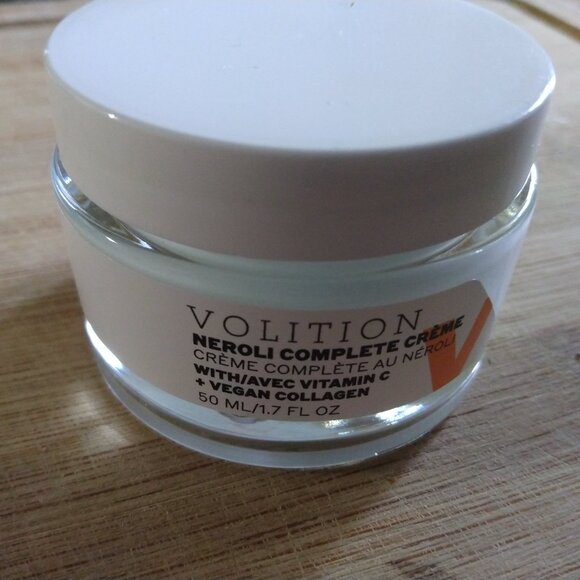 VOLITION
NEROLI COMPLETE CRÈME
CRÈME COMPLÈTE AU NÉROLI
WITH/AVEC VITAMIN C
+ VEGAN COLLAGEN
50 ML/1.7 FL OZ